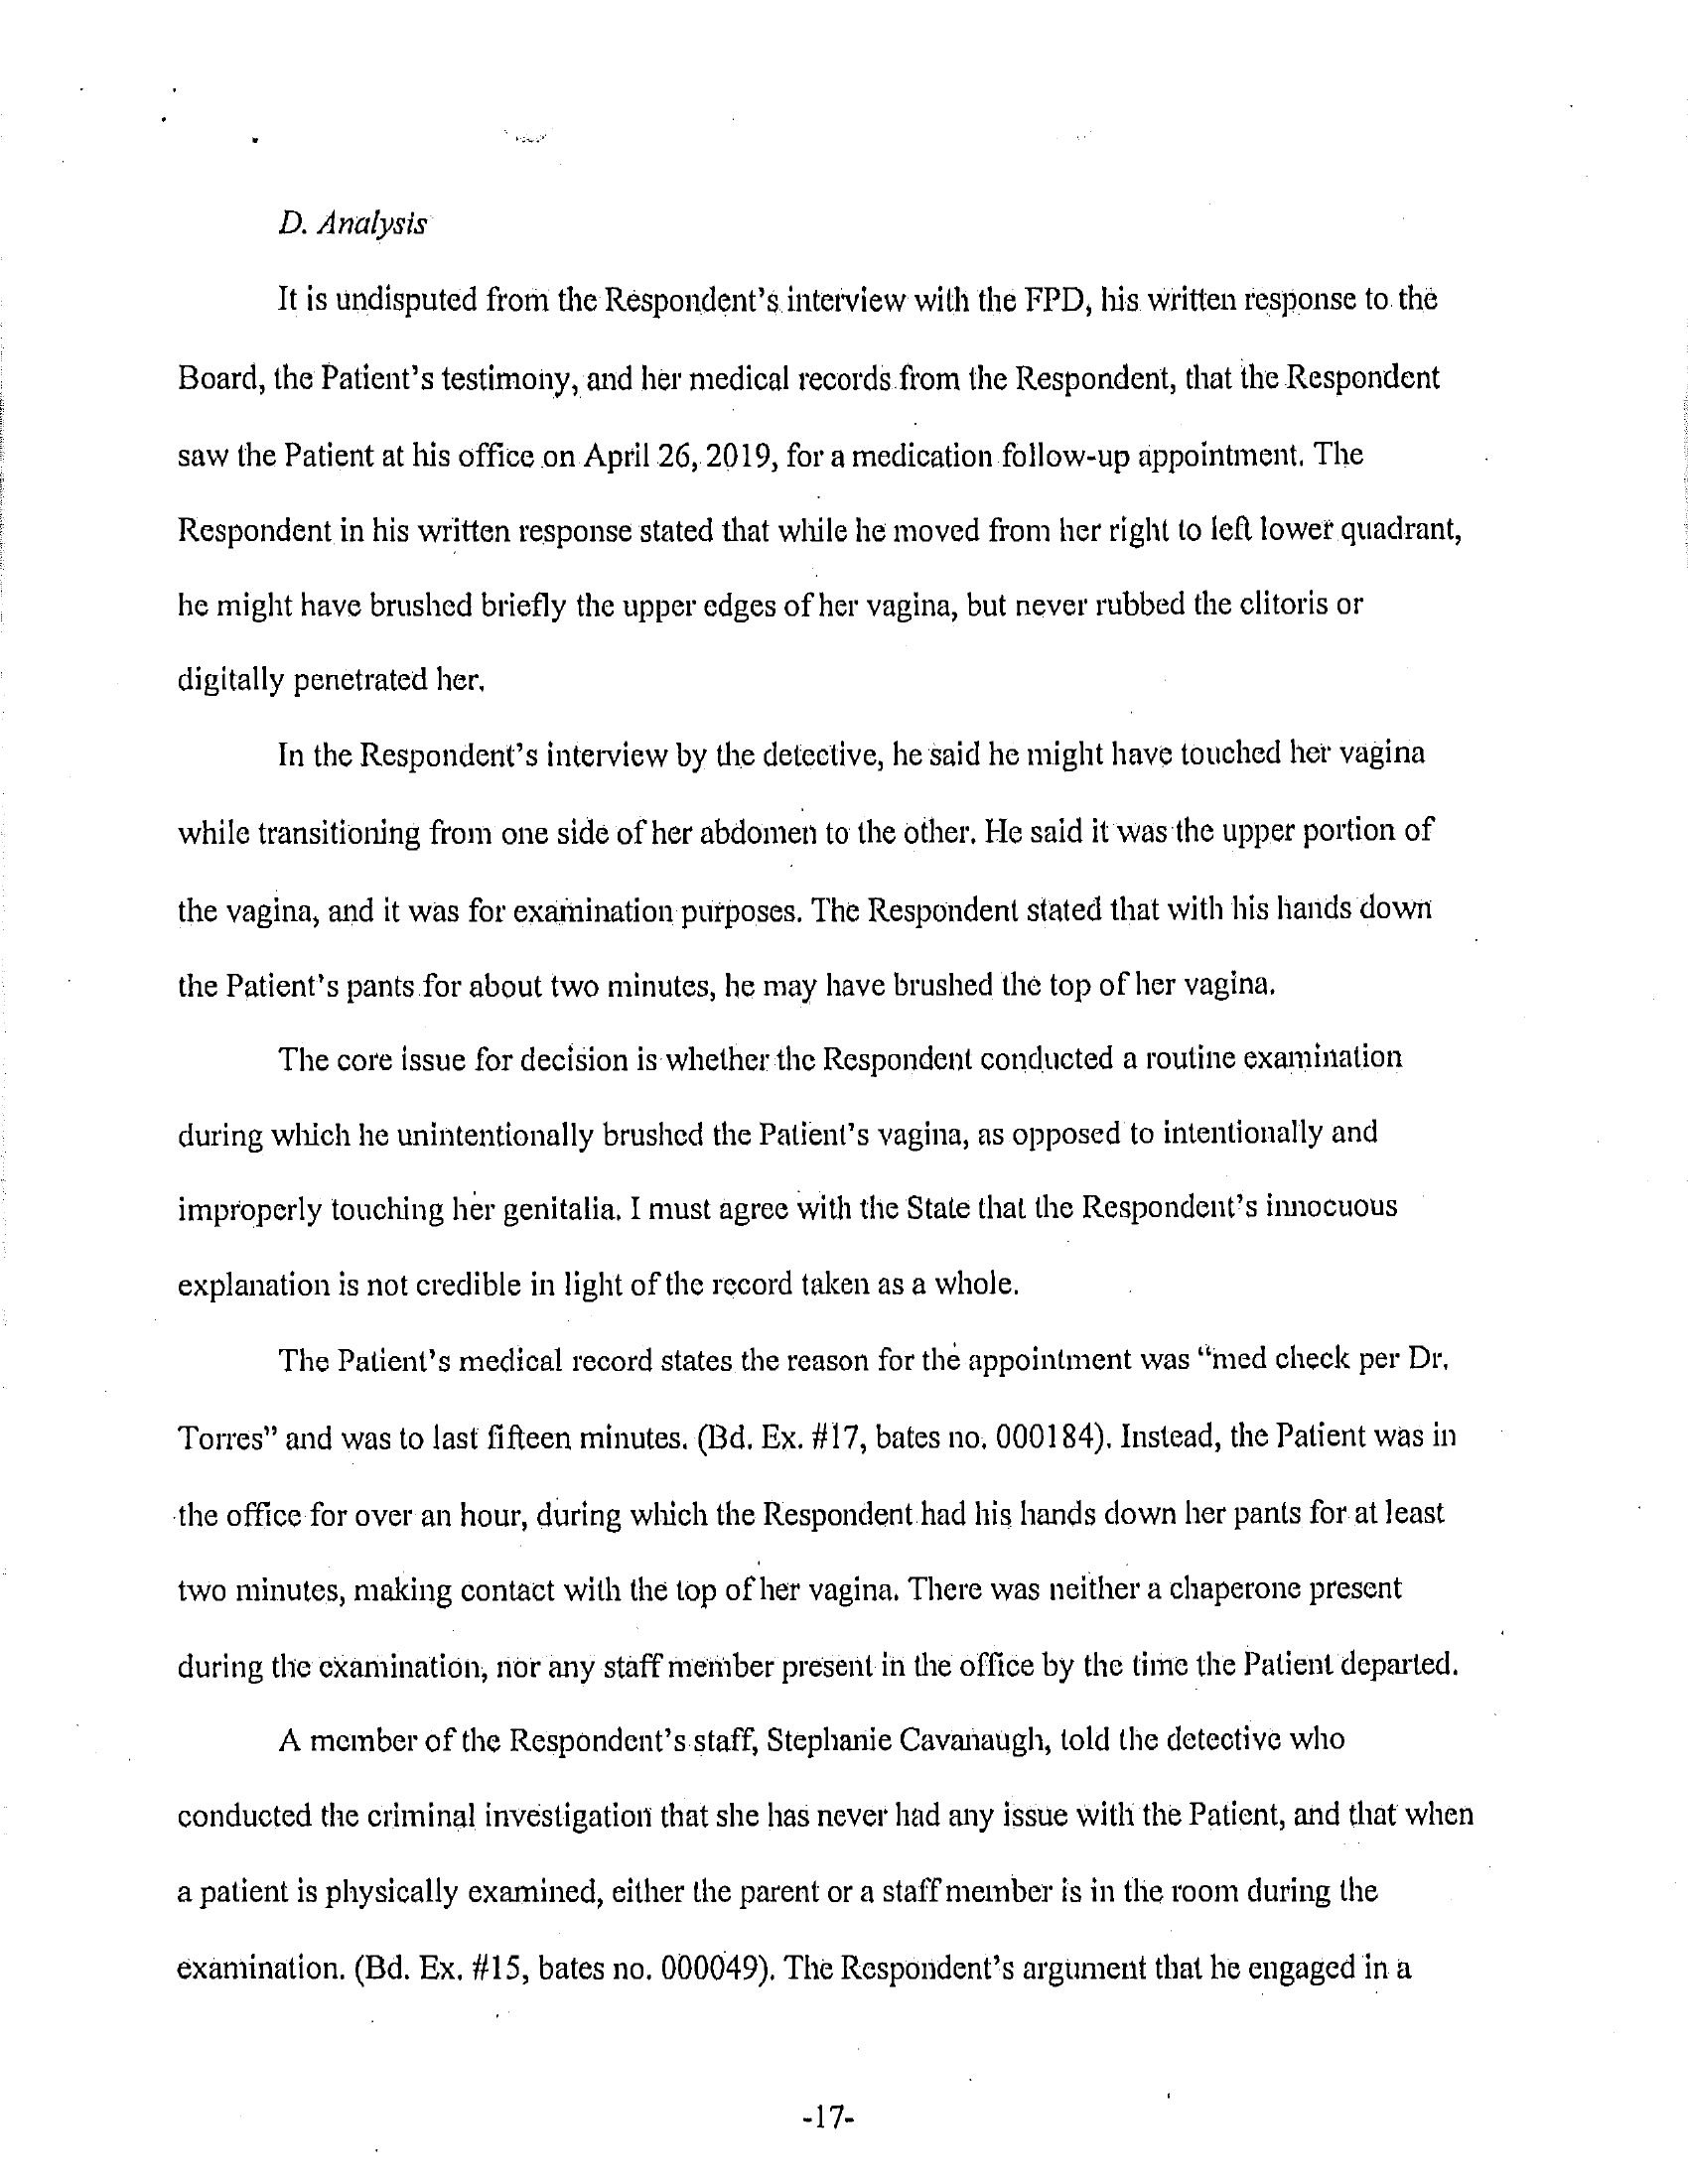 D. Analysis
It is undisputed from the Respondent's interview with the FPD, his written response to the
Board, the Patient's testimony, and her medical records from the Respondent, that the Respondent
saw the Patient at his office on April 26, 2019, for a medication follow-up appointment. The
Respondent in his written response stated that while he moved from her right to left lower quadrant,
he might have brushed briefly the upper edges of her vagina, but never rubbed the clitoris or
digitally penetrated her.
In the Respondent's interview by the detective, he said he might have touched her vagina
while transitioning from one side of her abdomen to the other. He said it was the upper portion of
the vagina, and it was for examination purposes. The Respondent stated that with his hands down
the Patient's pants for about two minutes, he may have brushed the top of her vagina.
The core issue for decision is whether the Respondent conducted a routine examination
during which he unintentionally brushed the Patient's vagina, as opposed to intentionally and
improperly touching her genitalia. I must agree with the State that the Respondent's innocuous
explanation is not credible in light of the record taken as a whole.
The Patient's medical record states the reason for the appointment was "med check per Dr.
Torres" and was to last fifteen minutes. (Bd. Ex. #17, bates no. 000184). Instead, the Patient was in
the office for over an hour, during which the Respondent had his hands down her pants for at least
two minutes, making contact with the top of her vagina. There was neither a chaperone present
during the examination, nor any staff member present in the office by the time the Patient departed.
A member of the Respondent's staff, Stephanie Cavanaugh, told the detective who
conducted the criminal investigation that she has never had any issue with the Patient, and that when
a patient is physically examined, either the parent or a staff member is in the room during the
examination. (Bd. Ex. #15, bates no. 000049). The Respondent's argument that he engaged in a
-17-